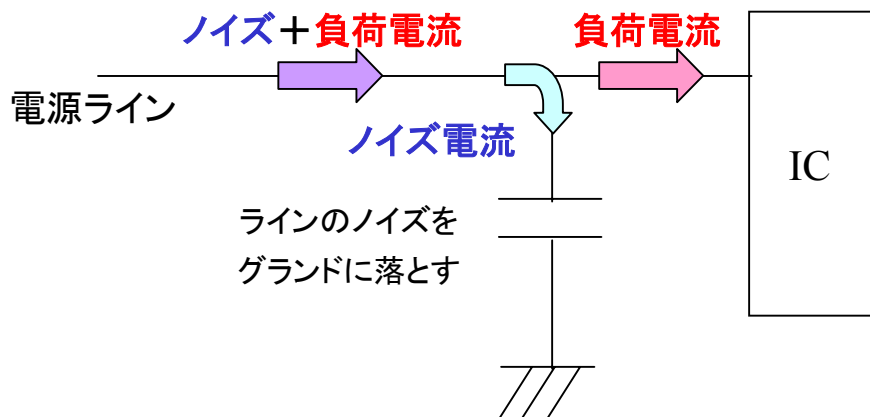 ノイズ＋負荷電流
負荷電流
電源ライン
ノイズ電流
IC
ラインのノイズを
グランドに落とす